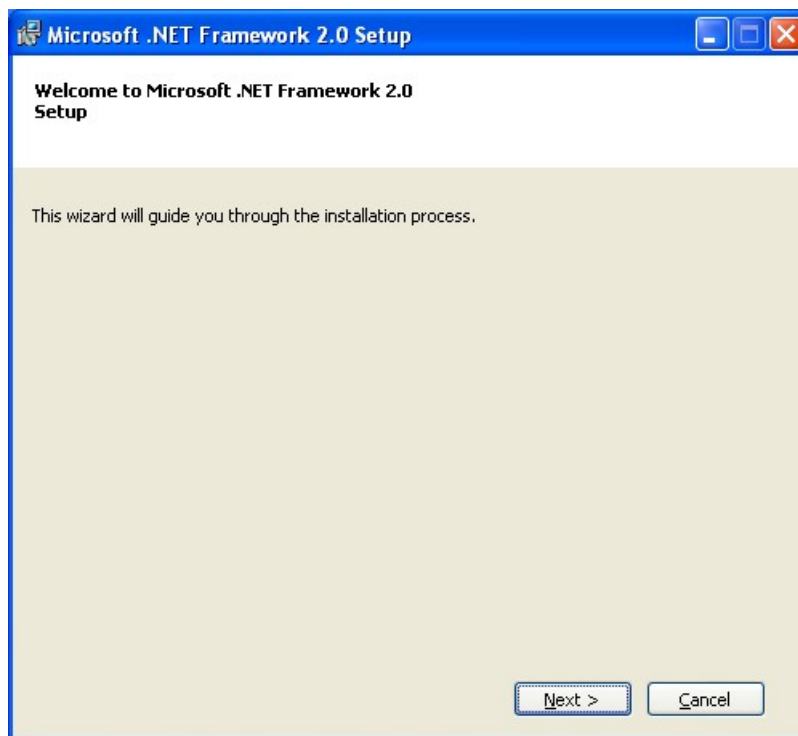 Microsoft .NET Framework 2.0 Setup
Welcome to Microsoft .NET Framework 2.0
Setup
This wizard will guide you through the installation process.
Next >
Cancel